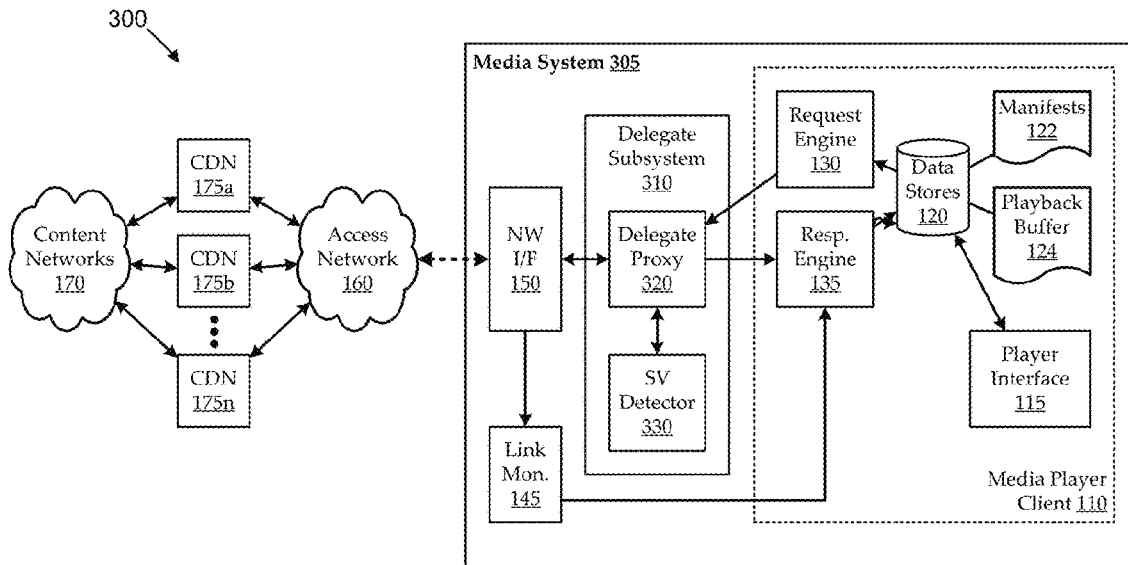 300
Media System 305
CDN
175a
Content
Networks
170
CDN
175b
Access
Network
160
CDN
175n
NW
I/F
150
Link
Mon.
145
Delegate
Subsystem
310
Delegate
Proxy
320
SV
Detector
330
Request
Engine
130
Resp.
Engine
135
Data
Stores
120
Manifests
122
Playback
Buffer
124
Player
Interface
115
Media Player
Client 110